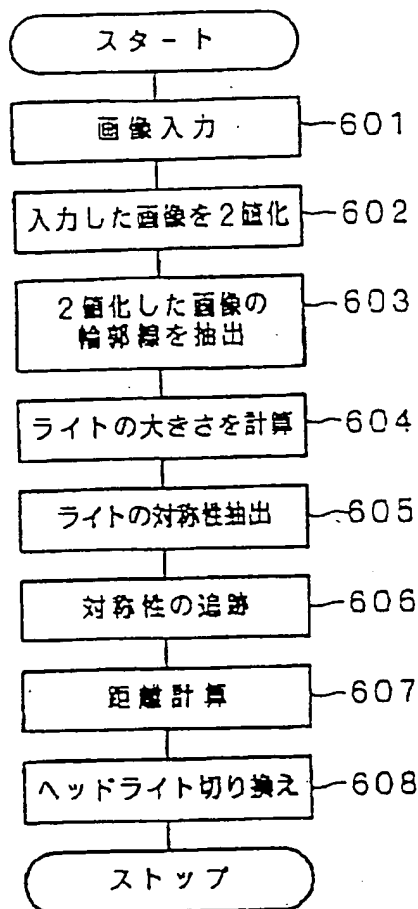 スタート
画像入力 601
入力した画像を2値化 602
2値化した画像の 603
輪郭線を抽出
ライトの大きさを計算 604
ライトの対称性抽出 605
対称性の追跡 606
距離計算 607
ヘッドライト切り換え 608
ストップ